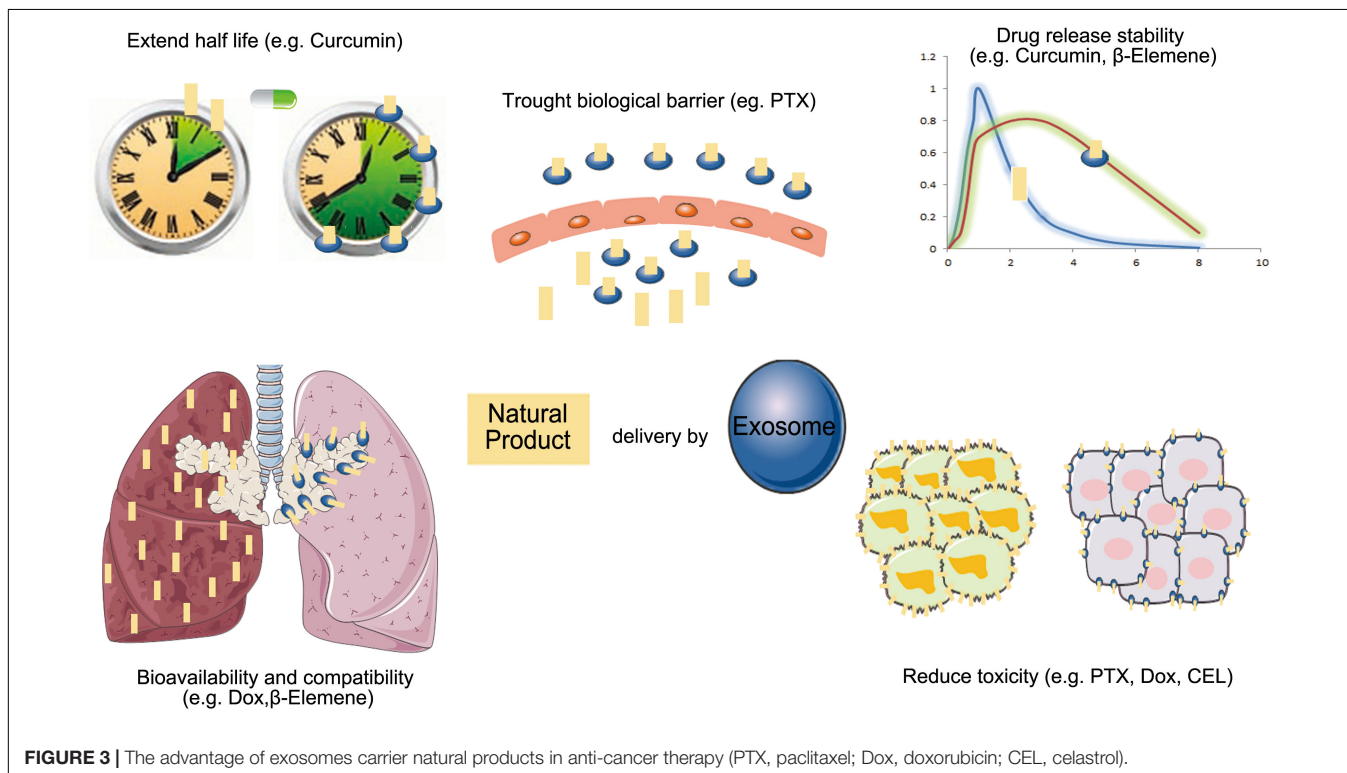 Extend half life (e.g. Curcumin)
Trought biological barrier (eg. PTX)
Drug release stability
(e.g. Curcumin, β-Elemene)
1.2
1
0.8
0.6
0.4
0.2
0
0
2
4
6
8
10
Natural
Product
delivery by
Exosome
Bioavailability and compatibility
(e.g. Dox,β-Elemene)
Reduce toxicity (e.g. PTX, Dox, CEL)
FIGURE 3 | The advantage of exosomes carrier natural products in anti-cancer therapy (PTX, paclitaxel; Dox, doxorubicin; CEL, celastrol).